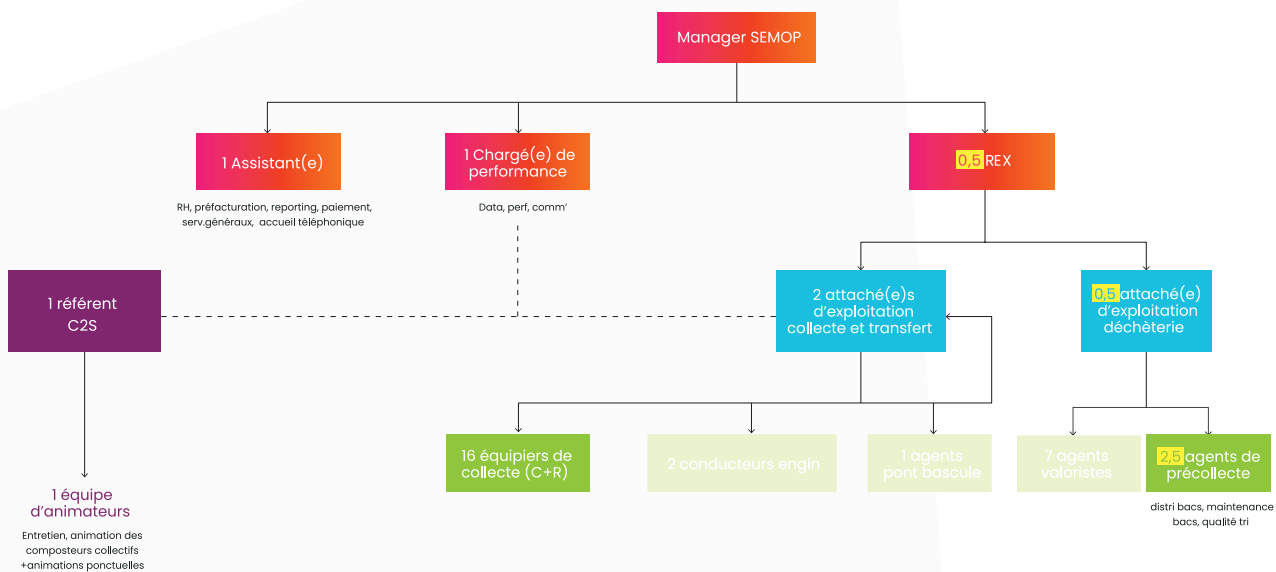 Manager SEMOP
1 Assistant(e)
RH, préfacturation, reporting, paiement,
serv.généraux, accueil téléphonique
1 Chargé(e) de
performance
Data, perf, comm’
0,5 REX
1 référent
C2S
2 attaché(e)s
d’exploitation
collecte et transfert
0,5 attaché(e)
d’exploitation
déchèterie
16 équipiers de
collecte (C+R)
2 conducteurs engin
1 agents
pont bascule
7 agents
valoristes
2,5 agents de
précollecte
distri bacs, maintenance
bacs, qualité tri
1 équipe
d’animateurs
Entretien, animation des
composteurs collectifs
+animations ponctuelles